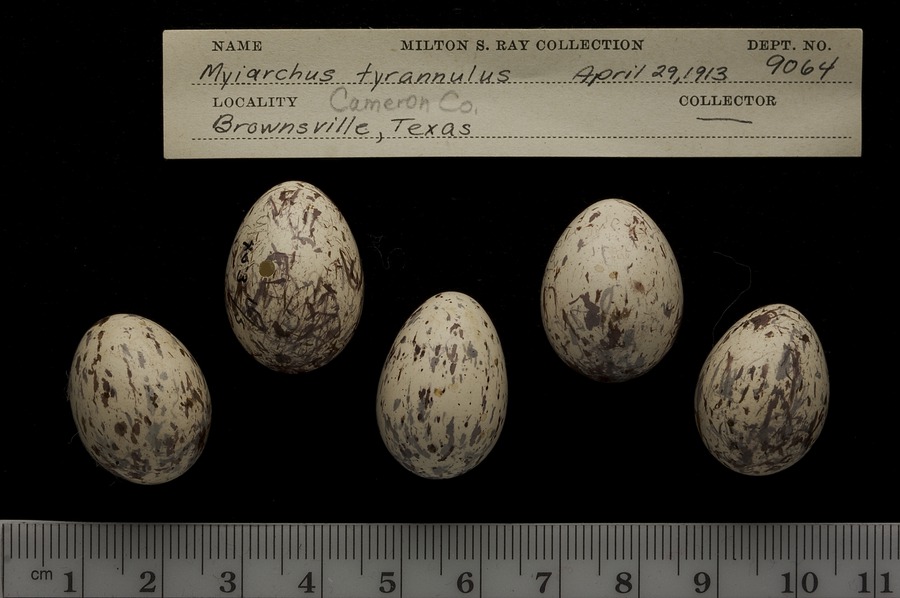 NAME MILTON S. RAY COLLECTION DEPT. NO.
Myiarchus tyrannulus April 29, 1913 9064
LOCALITY Cameron Co. COLLECTOR
Brownsville, Texas
cm 1 2 3 4 5 6 7 8 9 10 11